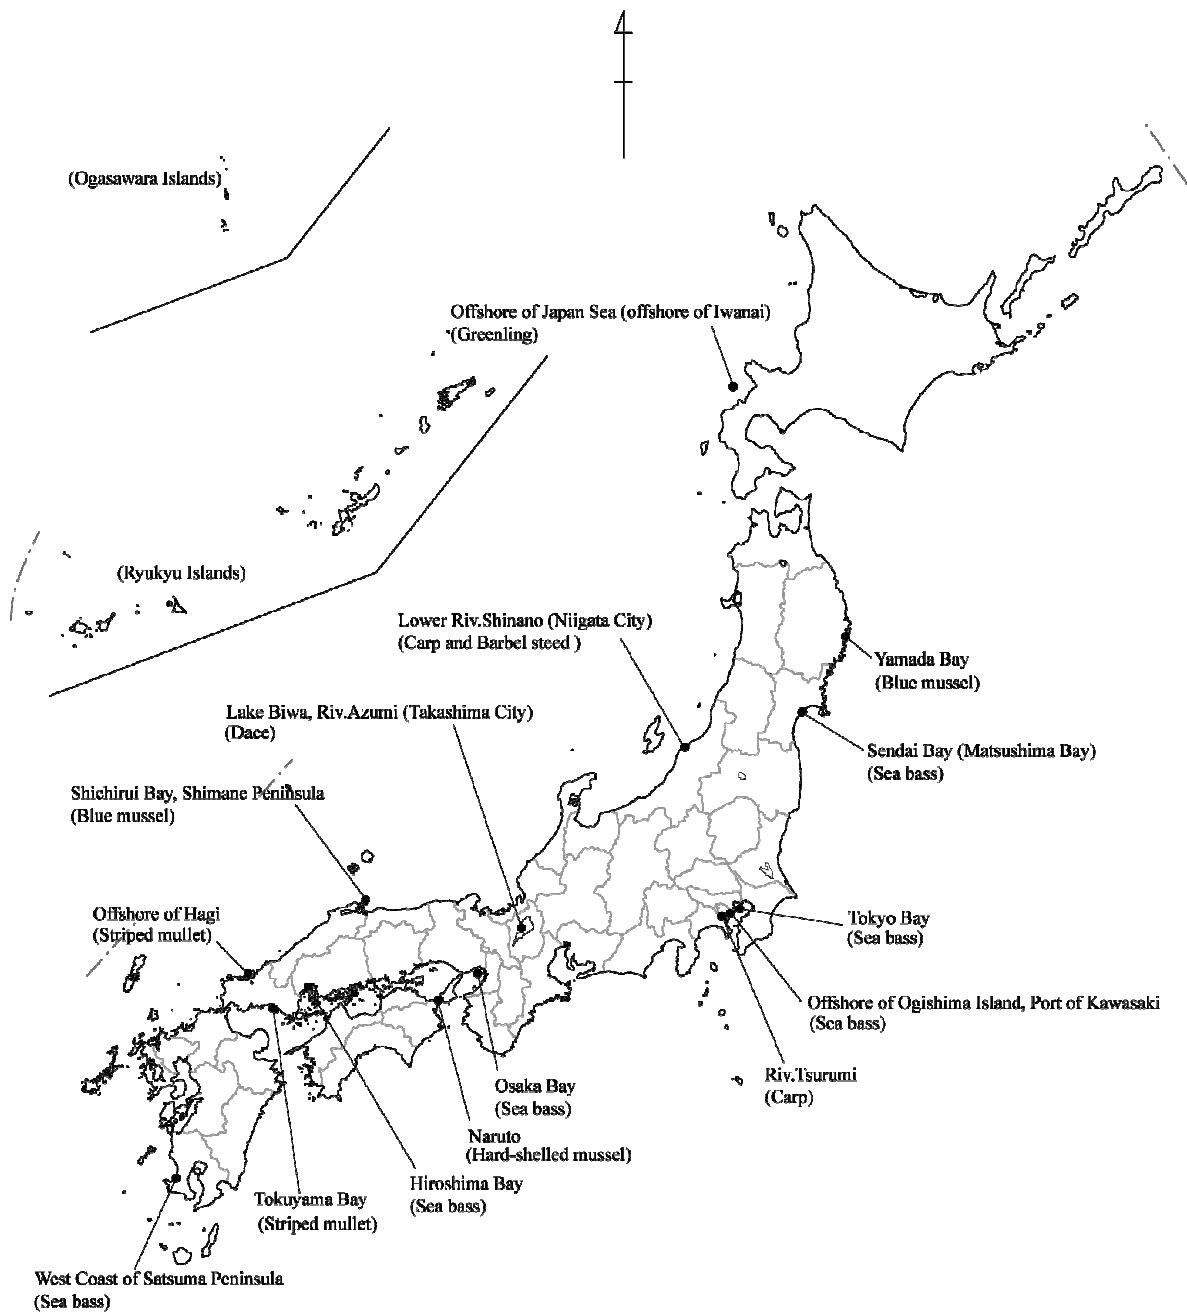 (Ogasawara Islands)
Offshore of Japan Sea (offshore of Iwanai)
(Greenling)
(Ryukyu Islands)
Lower Riv.Shinano (Niigata City)
(Carp and Barbel steed )
Yamada Bay
(Blue mussel)
Lake Biwa, Riv.Azumi (Takashima City)
(Dace)
Sendai Bay (Matsushima Bay)
(Sea bass)
Shichirui Bay, Shimane Peninsula
(Blue mussel)
Offshore of Hagi
(Striped mullet)
Tokyo Bay
(Sea bass)
Offshore of Ogishima Island, Port of Kawasaki
(Sea bass)
Riv.Tsurumi
(Carp)
Osaka Bay
(Sea bass)
Naruto
(Hard-shelled mussel)
Hiroshima Bay
(Sea bass)
Tokuyama Bay
(Striped mullet)
West Coast of Satsuma Peninsula
(Sea bass)